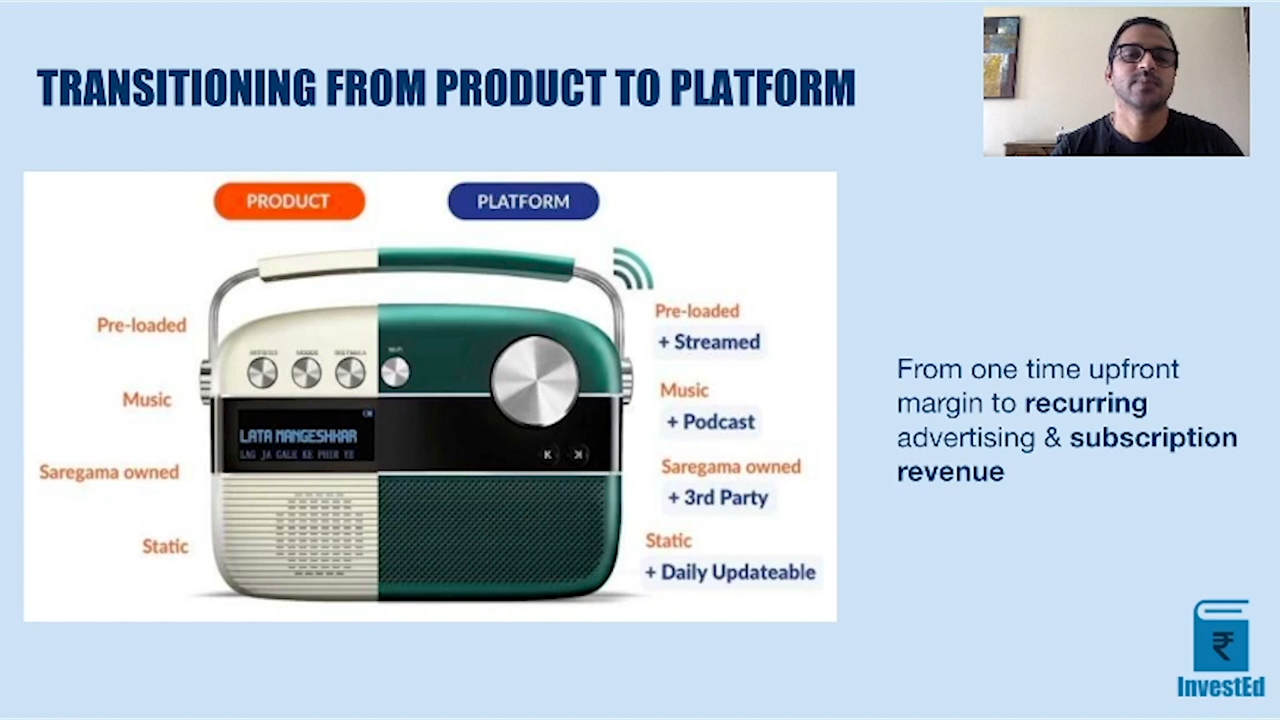 TRANSITIONING FROM PRODUCT TO PLATFORM
PRODUCT
PLATFORM
Pre-loaded
Music
Saregama owned
Static
LATA MANGESHKAR
LAG JA GALE KE PHIR YE
Pre-loaded
+ Streamed
Music
+ Podcast
Saregama owned
+ 3rd Party
Static
+ Daily Updateable
From one time upfront
margin to recurring
advertising & subscription
revenue
₹
InvestEd